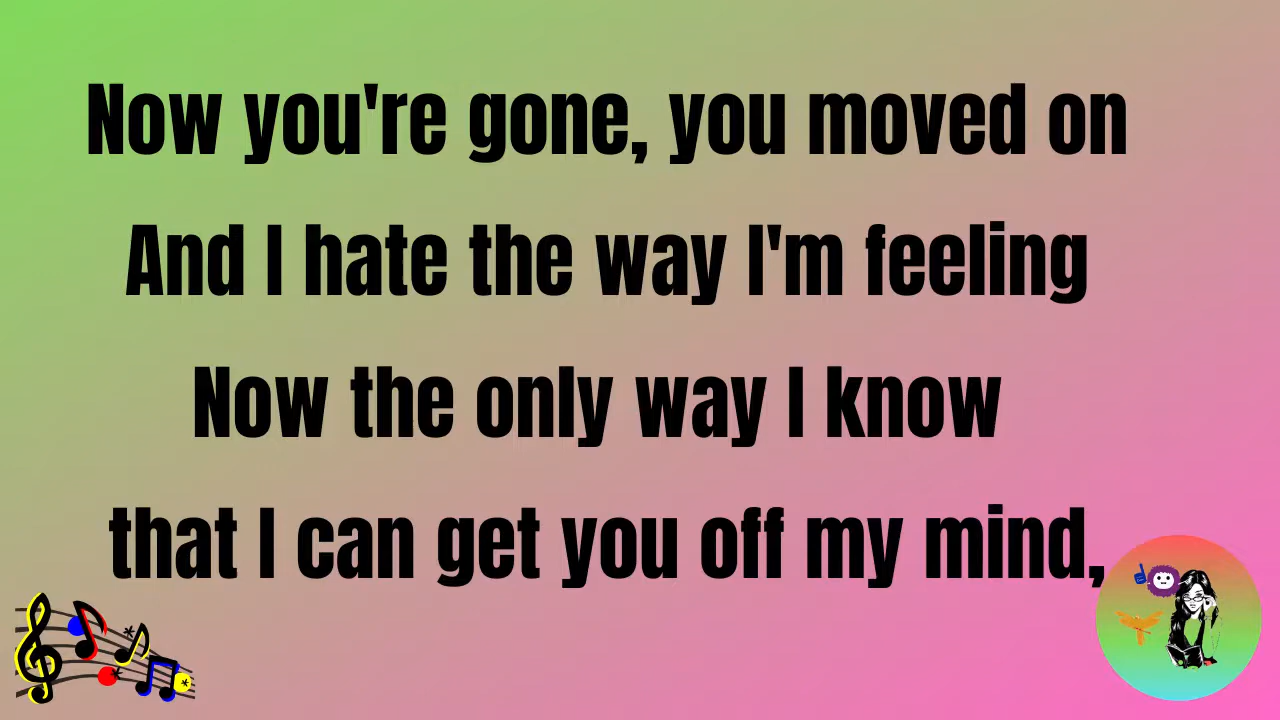 Now you're gone, you moved on
And I hate the way I'm feeling
Now the only way I know
that I can get you off my mind,